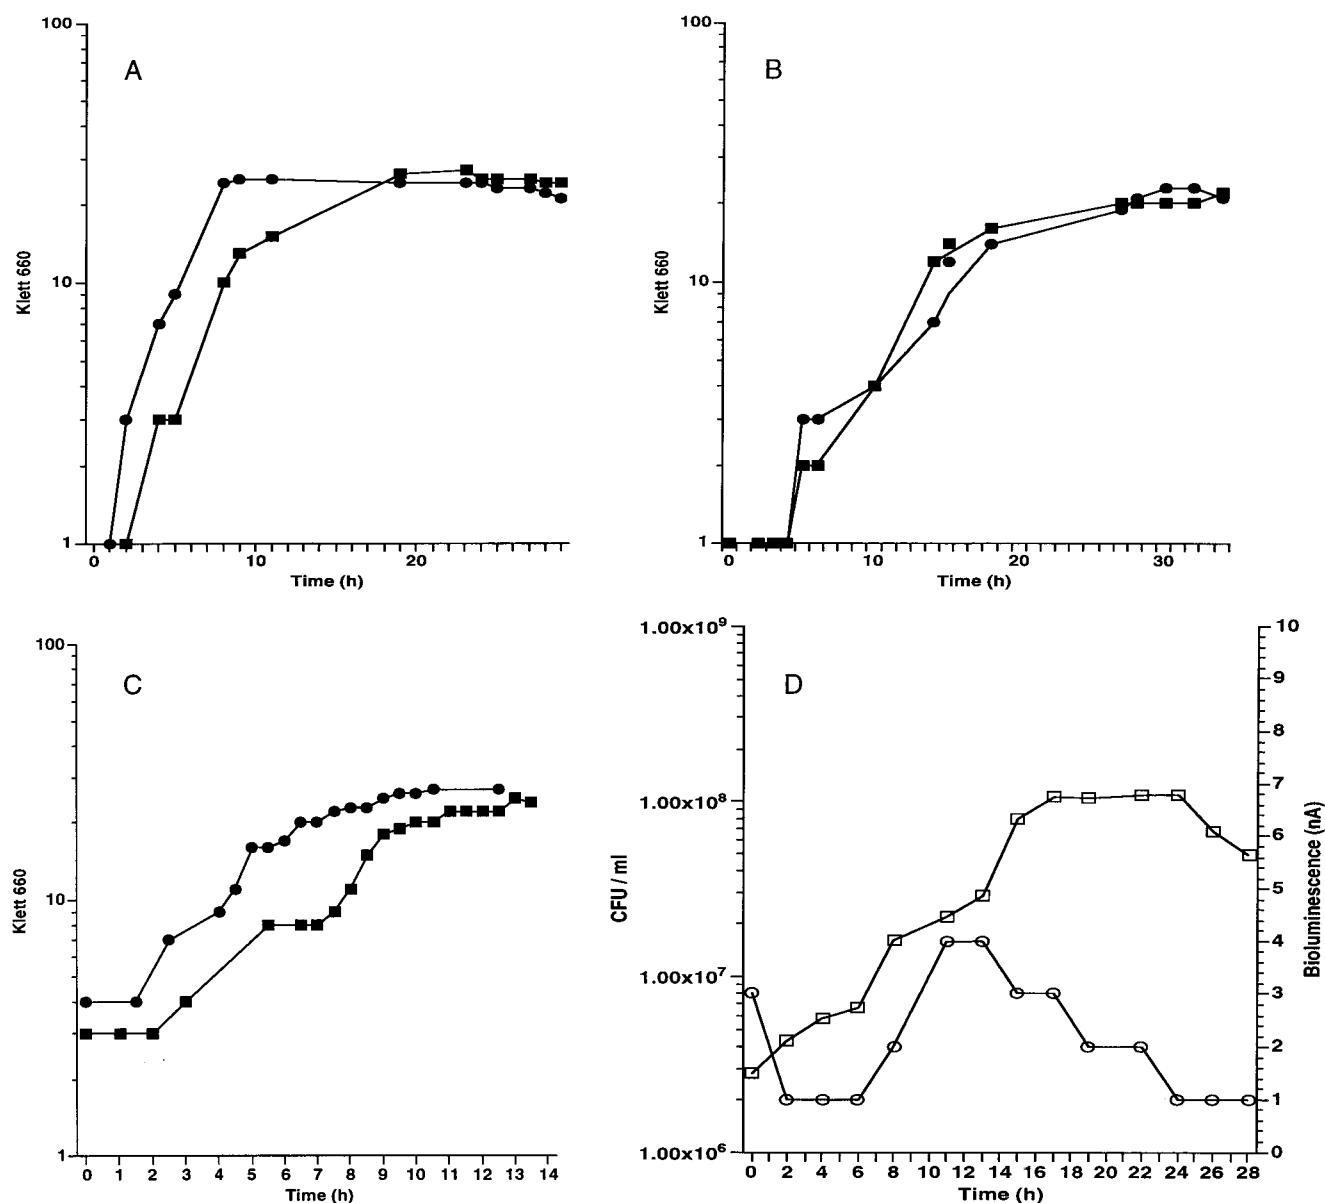 A
100
10
1
Klett 660
0 10 20
Time (h)
B
100
10
1
Klett 660
0 10 20 30
Time (h)
C
100
10
1
Klett 660
0 1 2 3 4 5 6 7 8 9 10 11 12 13 14
Time (h)
D
1.00x10⁹
1.00x10⁸
1.00x10⁷
1.00x10⁶
CFU / ml
10
9
8
7
6
5
4
3
2
1
0
Bioluminescence (nA)
0 2 4 6 8 10 12 14 16 18 20 22 24 26 28
Time (h)